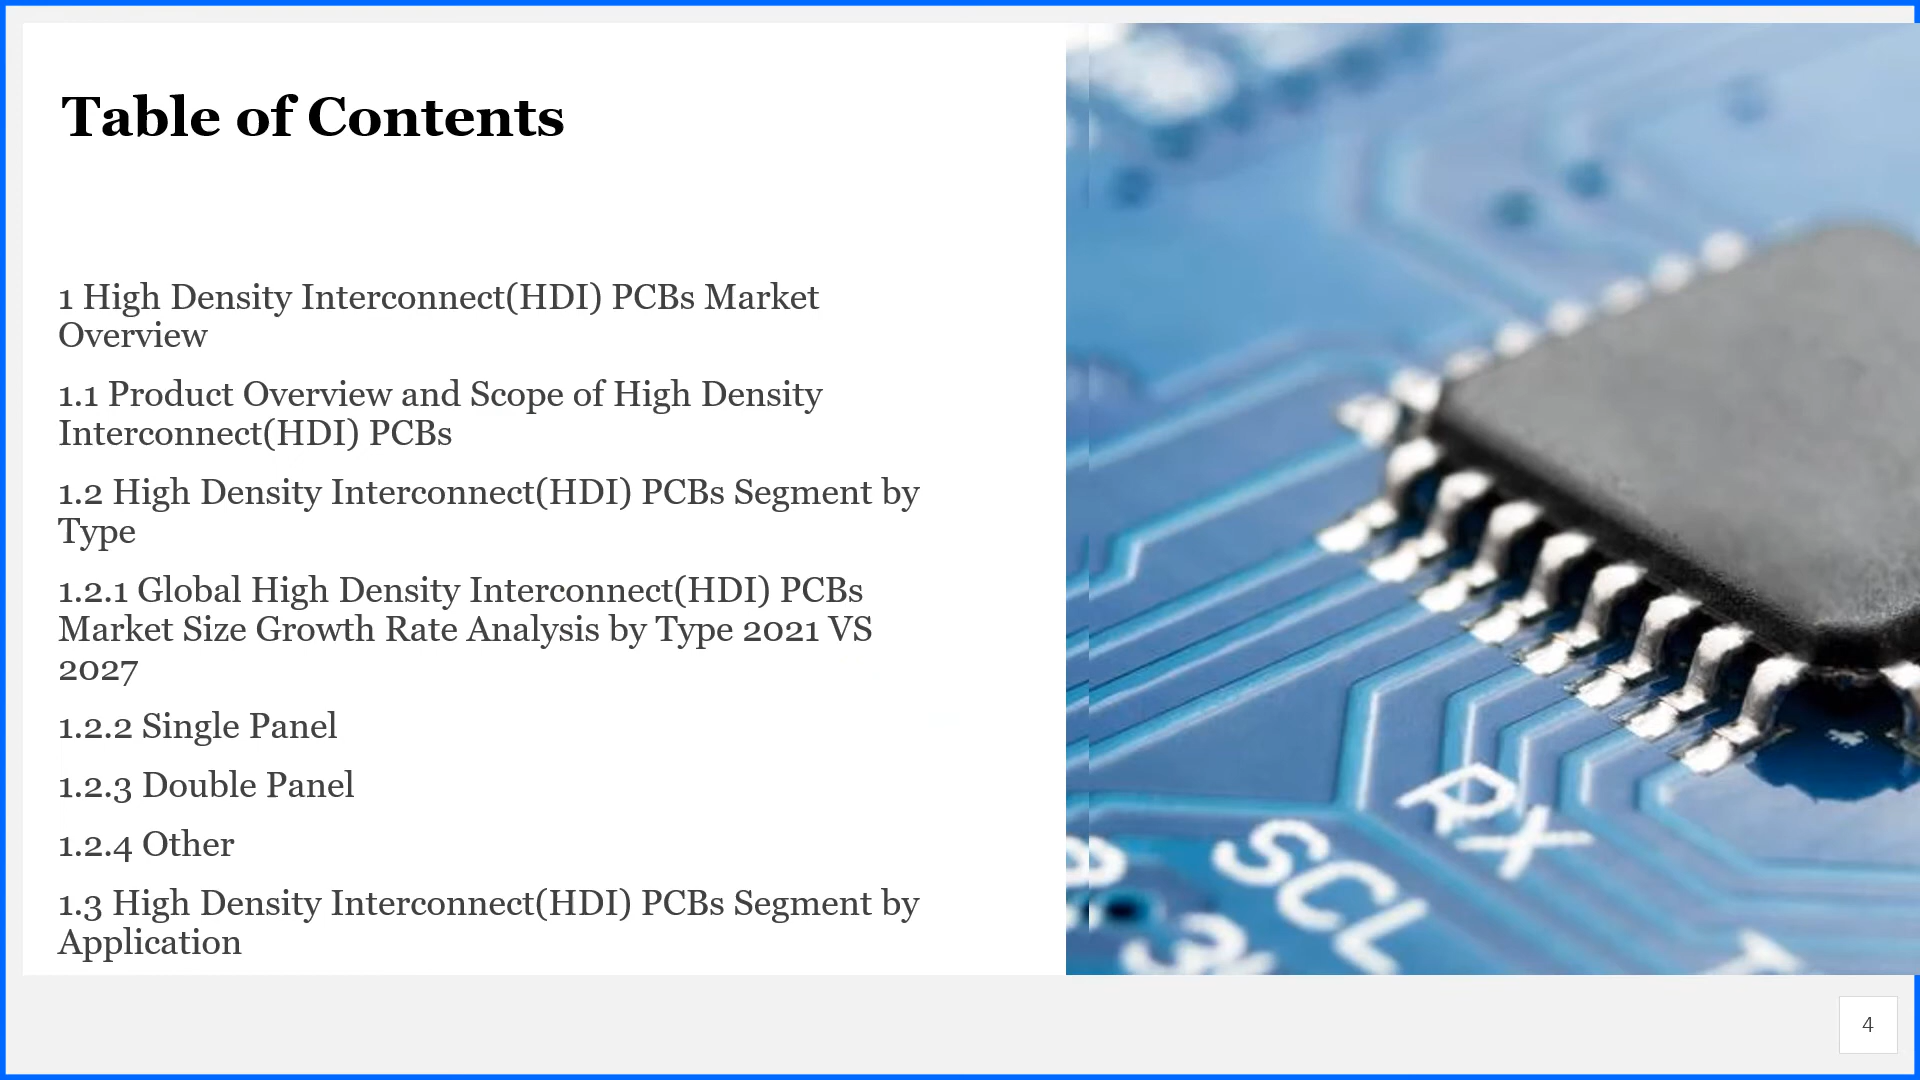 Table of Contents
1 High Density Interconnect(HDI) PCBs Market
Overview
1.1 Product Overview and Scope of High Density
Interconnect(HDI) PCBs
1.2 High Density Interconnect(HDI) PCBs Segment by
Type
1.2.1 Global High Density Interconnect(HDI) PCBs
Market Size Growth Rate Analysis by Type 2021 VS
2027
1.2.2 Single Panel
1.2.3 Double Panel
1.2.4 Other
1.3 High Density Interconnect(HDI) PCBs Segment by
Application
RX
SCL
4